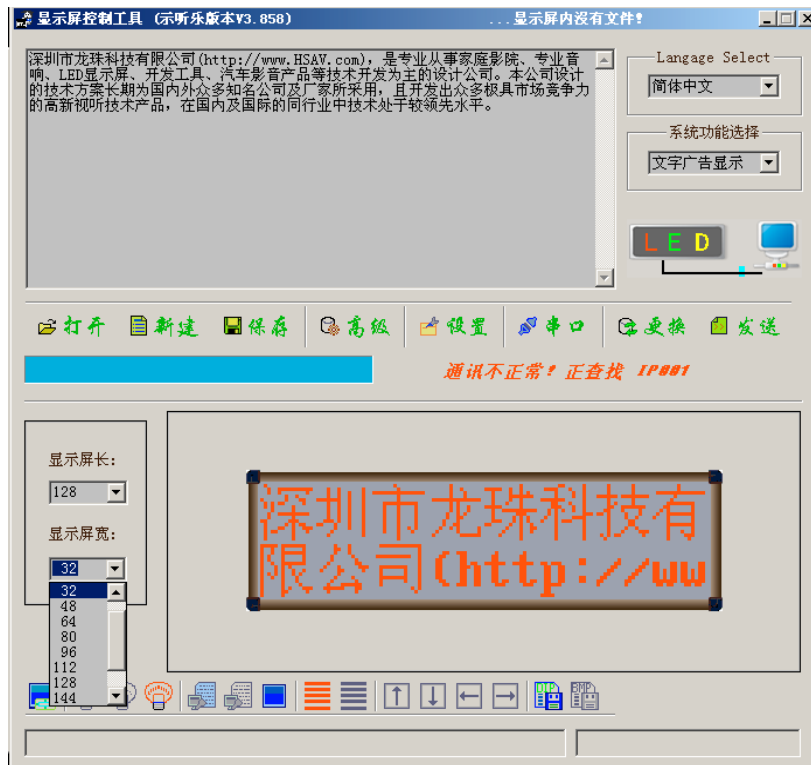 显示屏控制工具 (示听乐版本V3.858)
...显示屏内没有文件!
深圳市龙珠科技有限公司(http://www.HSAV.com), 是专业从事家庭影院、专业音
响、LED显示屏、开发工具、汽车影音产品等技术开发为主的设计公司。本公司设计
的技术方案长期为国内外众多知名公司及厂家所采用, 且开发出众多极具市场竞争力
的高新视听技术产品, 在国内及国际的同行业中技术处于较领先水平。
Langage Select
简体中文
系统功能选择
文字广告显示
LED
打开 新建 保存 高级 设置 串口 更换 发送
通讯不正常! 正查找 IP001
显示屏长:
128
显示屏宽:
32
32
48
64
80
96
112
128
144
深圳市龙珠科技有
限公司(http://ww
BMP